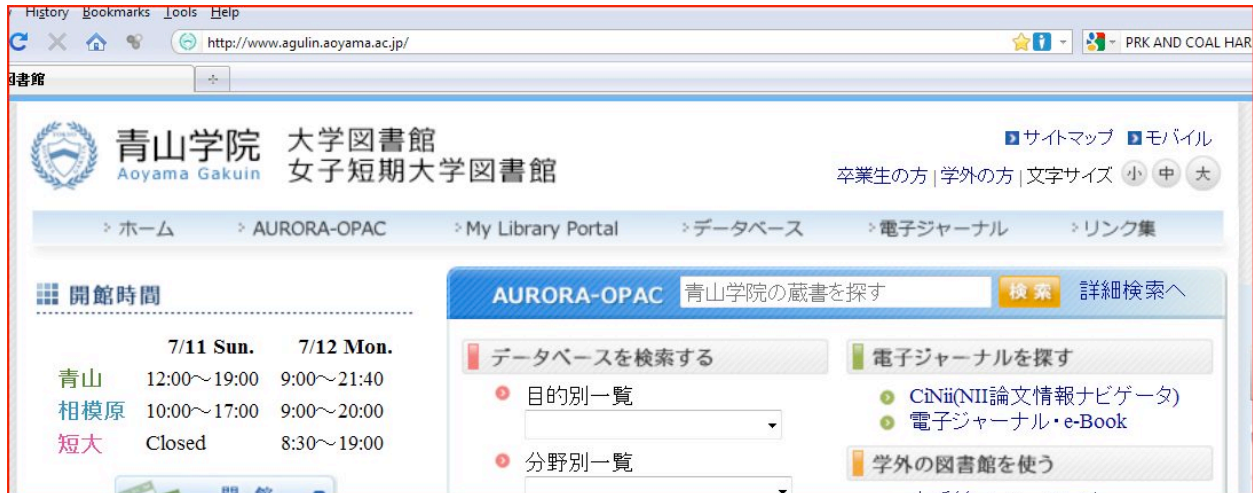 History Bookmarks Tools Help
http://www.agulin.aoyama.ac.jp/
PRK AND COAL HAR
書館
青山学院 大学図書館
Aoyama Gakuin 女子短期大学図書館
サイトマップ モバイル
卒業生の方 | 学外の方 | 文字サイズ 小 中 大
ホーム AURORA-OPAC My Library Portal データベース 電子ジャーナル リンク集
開館時間
7/11 Sun. 7/12 Mon.
青山 12:00～19:00 9:00～21:40
相模原 10:00～17:00 9:00～20:00
短大 Closed 8:30～19:00
AURORA-OPAC 青山学院の蔵書を探す 検索 詳細検索へ
データベースを検索する
目的別一覧
分野別一覧
電子ジャーナルを探す
CiNii(NII論文情報ナビゲータ)
電子ジャーナル・e-Book
学外の図書館を使う